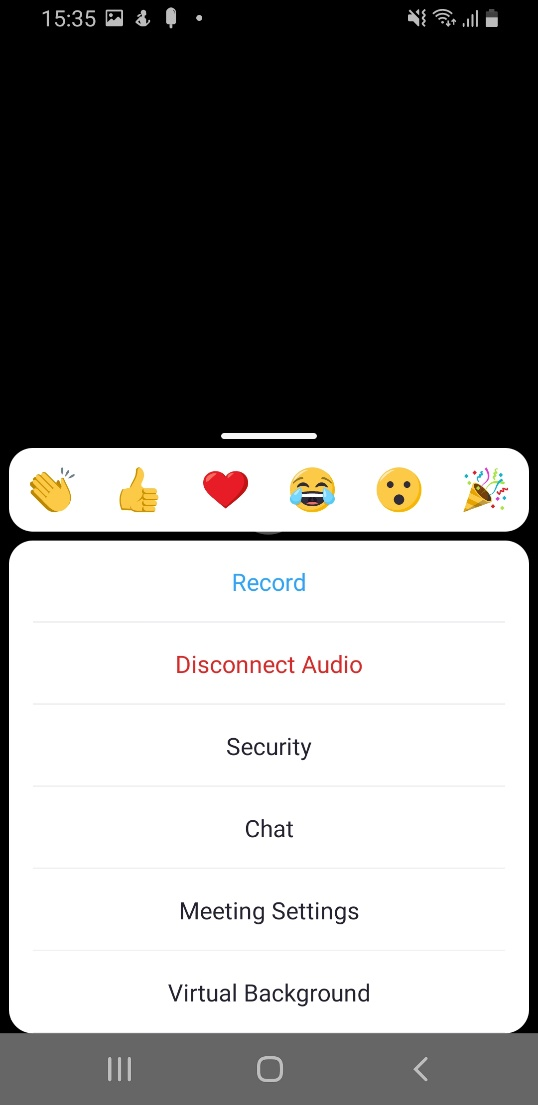 15:35
Record
Disconnect Audio
Security
Chat
Meeting Settings
Virtual Background